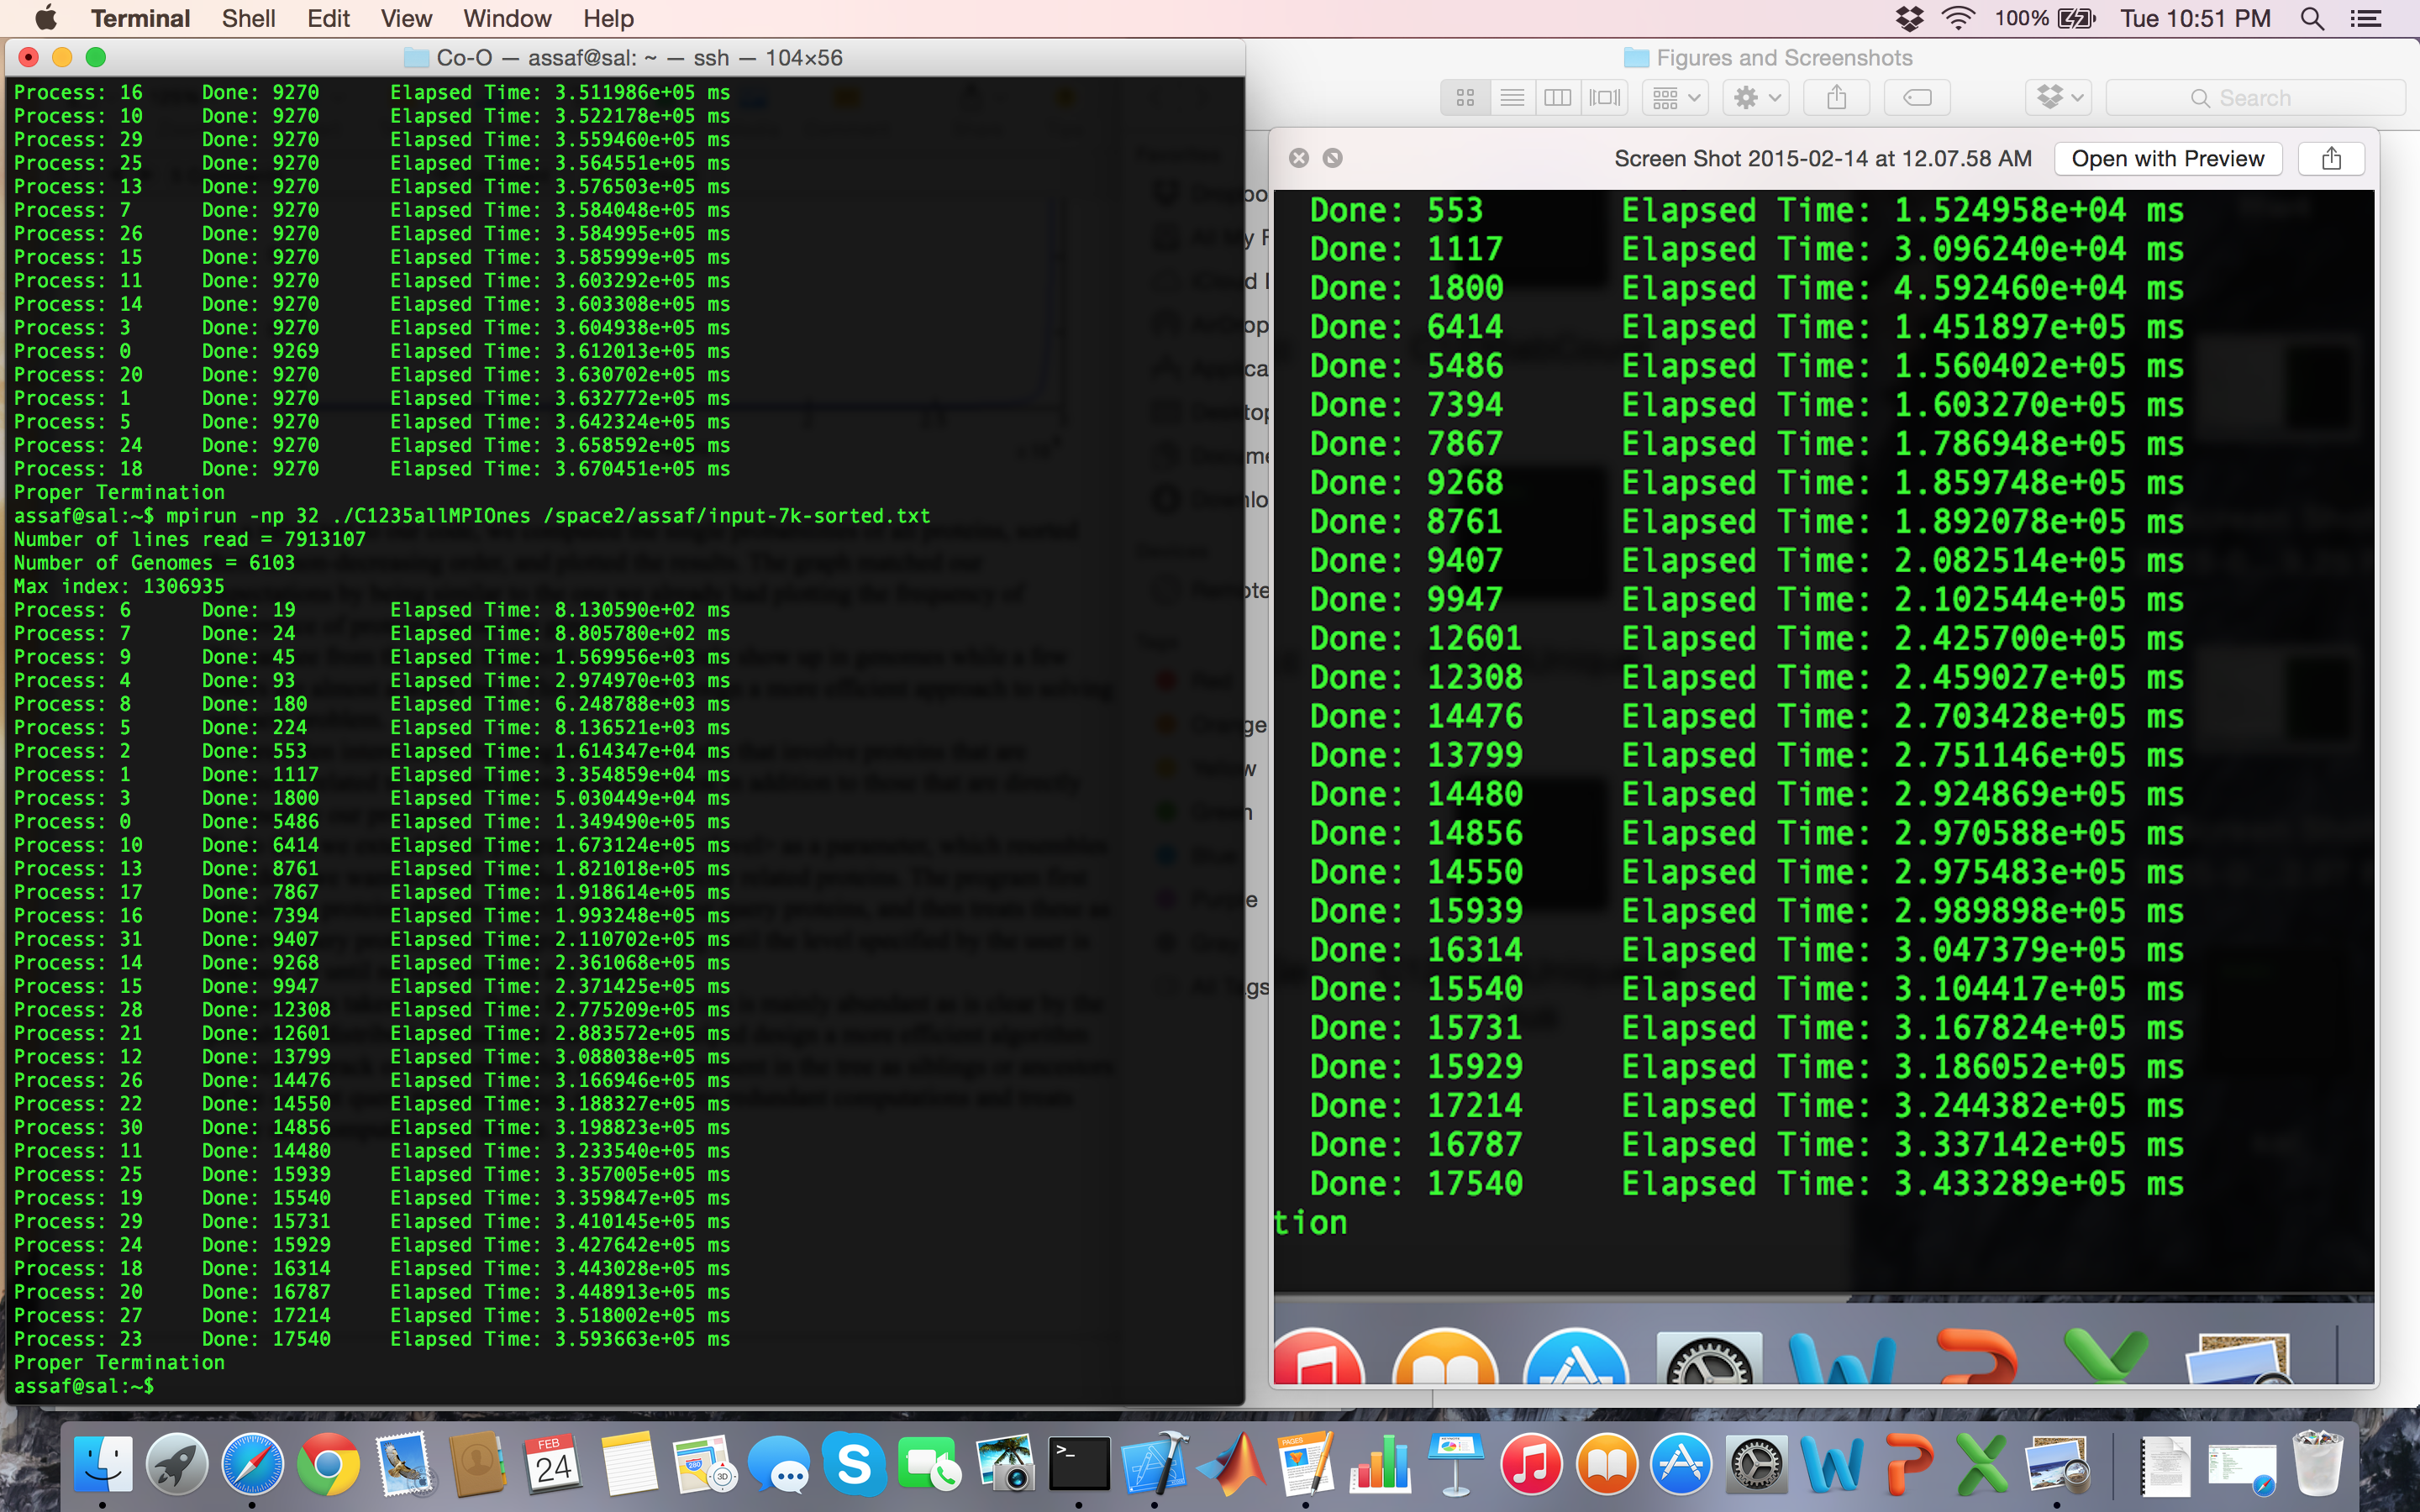 Terminal Shell Edit View Window Help 100% Tue 10:51 PM
Co-O — assaf@sal: ~ — ssh — 104×56
Process: 16 Done: 9270 Elapsed Time: 3.511986e+05 ms
Process: 10 Done: 9270 Elapsed Time: 3.522178e+05 ms
Process: 29 Done: 9270 Elapsed Time: 3.559460e+05 ms
Process: 25 Done: 9270 Elapsed Time: 3.564551e+05 ms
Process: 13 Done: 9270 Elapsed Time: 3.576503e+05 ms
Process: 7 Done: 9270 Elapsed Time: 3.584048e+05 ms
Process: 26 Done: 9270 Elapsed Time: 3.584995e+05 ms
Process: 15 Done: 9270 Elapsed Time: 3.585999e+05 ms
Process: 11 Done: 9270 Elapsed Time: 3.603292e+05 ms
Process: 14 Done: 9270 Elapsed Time: 3.603308e+05 ms
Process: 3 Done: 9270 Elapsed Time: 3.604938e+05 ms
Process: 0 Done: 9269 Elapsed Time: 3.612013e+05 ms
Process: 20 Done: 9270 Elapsed Time: 3.630702e+05 ms
Process: 1 Done: 9270 Elapsed Time: 3.632772e+05 ms
Process: 5 Done: 9270 Elapsed Time: 3.642324e+05 ms
Process: 24 Done: 9270 Elapsed Time: 3.658592e+05 ms
Process: 18 Done: 9270 Elapsed Time: 3.670451e+05 ms
Proper Termination
assaf@sal:~$ mpirun -np 32 ./C1235allMPIOnes /space2/assaf/input-7k-sorted.txt
Number of lines read = 7913107
Number of Genomes = 6103
Max index: 1306935
Process: 6 Done: 19 Elapsed Time: 8.130590e+02 ms
Process: 7 Done: 24 Elapsed Time: 8.805780e+02 ms
Process: 9 Done: 45 Elapsed Time: 1.569956e+03 ms
Process: 4 Done: 93 Elapsed Time: 2.974970e+03 ms
Process: 8 Done: 180 Elapsed Time: 6.248788e+03 ms
Process: 5 Done: 224 Elapsed Time: 8.136521e+03 ms
Process: 2 Done: 553 Elapsed Time: 1.614347e+04 ms
Process: 1 Done: 1117 Elapsed Time: 3.354859e+04 ms
Process: 3 Done: 1800 Elapsed Time: 5.030449e+04 ms
Process: 0 Done: 5486 Elapsed Time: 1.349490e+05 ms
Process: 10 Done: 6414 Elapsed Time: 1.673124e+05 ms
Process: 13 Done: 8761 Elapsed Time: 1.821018e+05 ms
Process: 17 Done: 7867 Elapsed Time: 1.918614e+05 ms
Process: 16 Done: 7394 Elapsed Time: 1.993248e+05 ms
Process: 31 Done: 9407 Elapsed Time: 2.110702e+05 ms
Process: 14 Done: 9268 Elapsed Time: 2.361068e+05 ms
Process: 15 Done: 9947 Elapsed Time: 2.371425e+05 ms
Process: 28 Done: 12308 Elapsed Time: 2.775209e+05 ms
Process: 21 Done: 12601 Elapsed Time: 2.883572e+05 ms
Process: 12 Done: 13799 Elapsed Time: 3.088038e+05 ms
Process: 26 Done: 14476 Elapsed Time: 3.166946e+05 ms
Process: 22 Done: 14550 Elapsed Time: 3.188327e+05 ms
Process: 30 Done: 14856 Elapsed Time: 3.198823e+05 ms
Process: 11 Done: 14480 Elapsed Time: 3.233540e+05 ms
Process: 25 Done: 15939 Elapsed Time: 3.357005e+05 ms
Process: 19 Done: 15540 Elapsed Time: 3.359847e+05 ms
Process: 29 Done: 15731 Elapsed Time: 3.410145e+05 ms
Process: 24 Done: 15929 Elapsed Time: 3.427642e+05 ms
Process: 18 Done: 16314 Elapsed Time: 3.443028e+05 ms
Process: 20 Done: 16787 Elapsed Time: 3.448913e+05 ms
Process: 27 Done: 17214 Elapsed Time: 3.518002e+05 ms
Process: 23 Done: 17540 Elapsed Time: 3.593663e+05 ms
Proper Termination
assaf@sal:~$
Figures and Screenshots
Search
Screen Shot 2015-02-14 at 12.07.58 AM Open with Preview
Done: 553 Elapsed Time: 1.524958e+04 ms
Done: 1117 Elapsed Time: 3.096240e+04 ms
Done: 1800 Elapsed Time: 4.592460e+04 ms
Done: 6414 Elapsed Time: 1.451897e+05 ms
Done: 5486 Elapsed Time: 1.560402e+05 ms
Done: 7394 Elapsed Time: 1.603270e+05 ms
Done: 7867 Elapsed Time: 1.786948e+05 ms
Done: 9268 Elapsed Time: 1.859748e+05 ms
Done: 8761 Elapsed Time: 1.892078e+05 ms
Done: 9407 Elapsed Time: 2.082514e+05 ms
Done: 9947 Elapsed Time: 2.102544e+05 ms
Done: 12601 Elapsed Time: 2.425700e+05 ms
Done: 12308 Elapsed Time: 2.459027e+05 ms
Done: 14476 Elapsed Time: 2.703428e+05 ms
Done: 13799 Elapsed Time: 2.751146e+05 ms
Done: 14480 Elapsed Time: 2.924869e+05 ms
Done: 14856 Elapsed Time: 2.970588e+05 ms
Done: 14550 Elapsed Time: 2.975483e+05 ms
Done: 15939 Elapsed Time: 2.989898e+05 ms
Done: 16314 Elapsed Time: 3.047379e+05 ms
Done: 15540 Elapsed Time: 3.104417e+05 ms
Done: 15731 Elapsed Time: 3.167824e+05 ms
Done: 15929 Elapsed Time: 3.186052e+05 ms
Done: 17214 Elapsed Time: 3.244382e+05 ms
Done: 16787 Elapsed Time: 3.337142e+05 ms
Done: 17540 Elapsed Time: 3.433289e+05 ms
tion
FEB
24
280
3D
PAGES